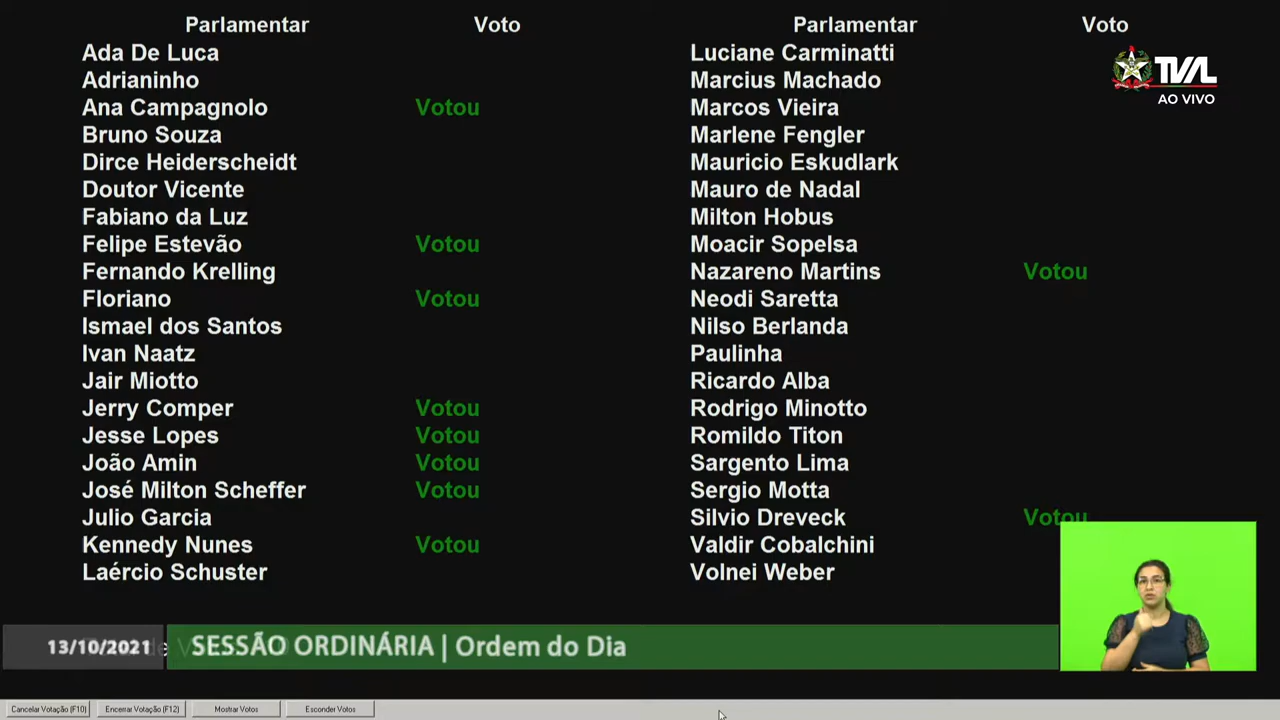 Parlamentar Voto
Ada De Luca
Adrianinho
Ana Campagnolo Votou
Bruno Souza
Dirce Heiderscheidt
Doutor Vicente
Fabiano da Luz
Felipe Estevão Votou
Fernando Krelling
Floriano Votou
Ismael dos Santos
Ivan Naatz
Jair Miotto
Jerry Comper Votou
Jesse Lopes Votou
João Amin Votou
José Milton Scheffer Votou
Julio Garcia
Kennedy Nunes Votou
Laércio Schuster
Parlamentar Voto
Luciane Carminatti
Marcius Machado
Marcos Vieira
Marlene Fengler
Mauricio Eskudlark
Mauro de Nadal
Milton Hobus
Moacir Sopelsa
Nazareno Martins Votou
Neodi Saretta
Nilso Berlanda
Paulinha
Ricardo Alba
Rodrigo Minotto
Romildo Titon
Sargento Lima
Sergio Motta
Silvio Dreveck Votou
Valdir Cobalchini
Volnei Weber
TVAL
AO VIVO
13/10/2021 SESSÃO ORDINÁRIA | Ordem do Dia
Cancelar Votação (F10) Encerrar Votação (F12) Mostrar Votos Esconder Votos